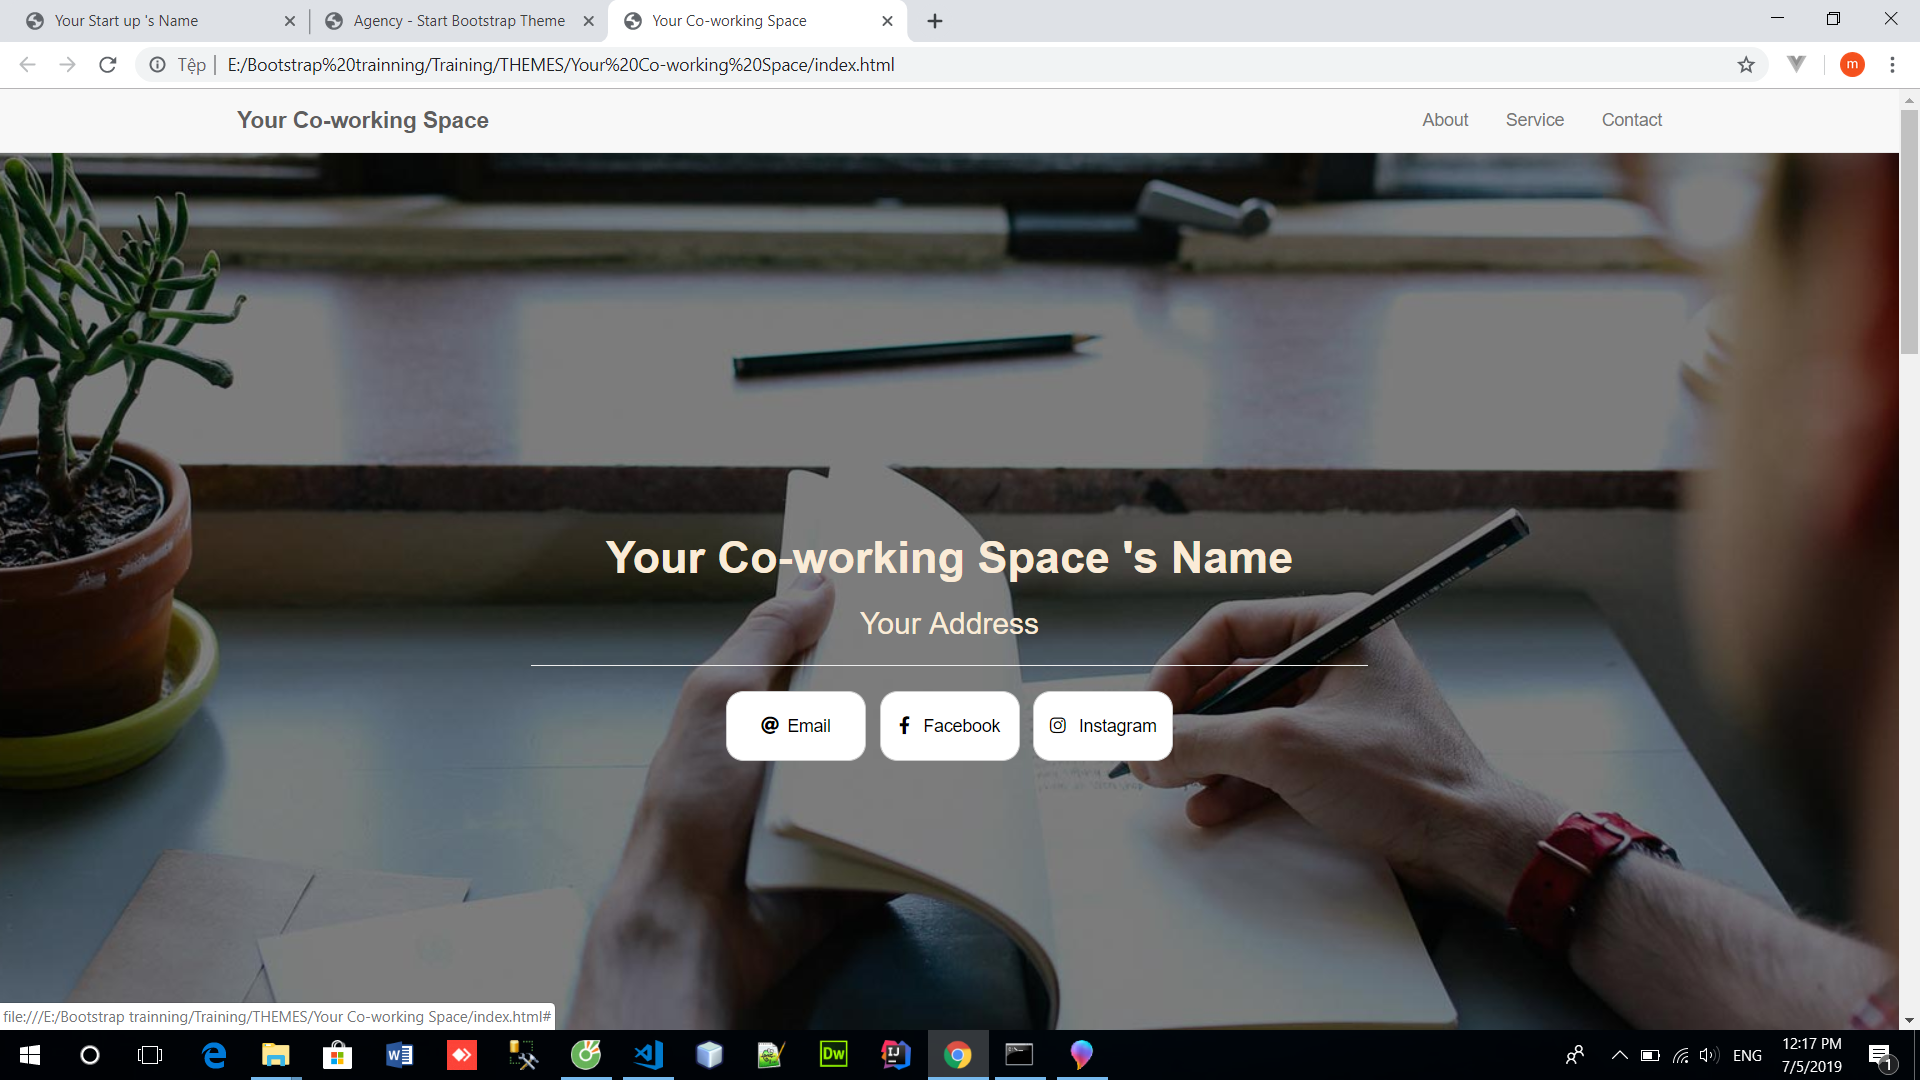 Your Start up 's Name
Agency - Start Bootstrap Theme
Your Co-working Space
Tệp
E:/Bootstrap%20trainning/Training/THEMES/Your%20Co-working%20Space/index.html
m
Your Co-working Space
About
Service
Contact
Your Co-working Space 's Name
Your Address
Email
Facebook
Instagram
file:///E:/Bootstrap trainning/Training/THEMES/Your Co-working Space/index.html#
Dw
IJ
ENG
12:17 PM
7/5/2019
1